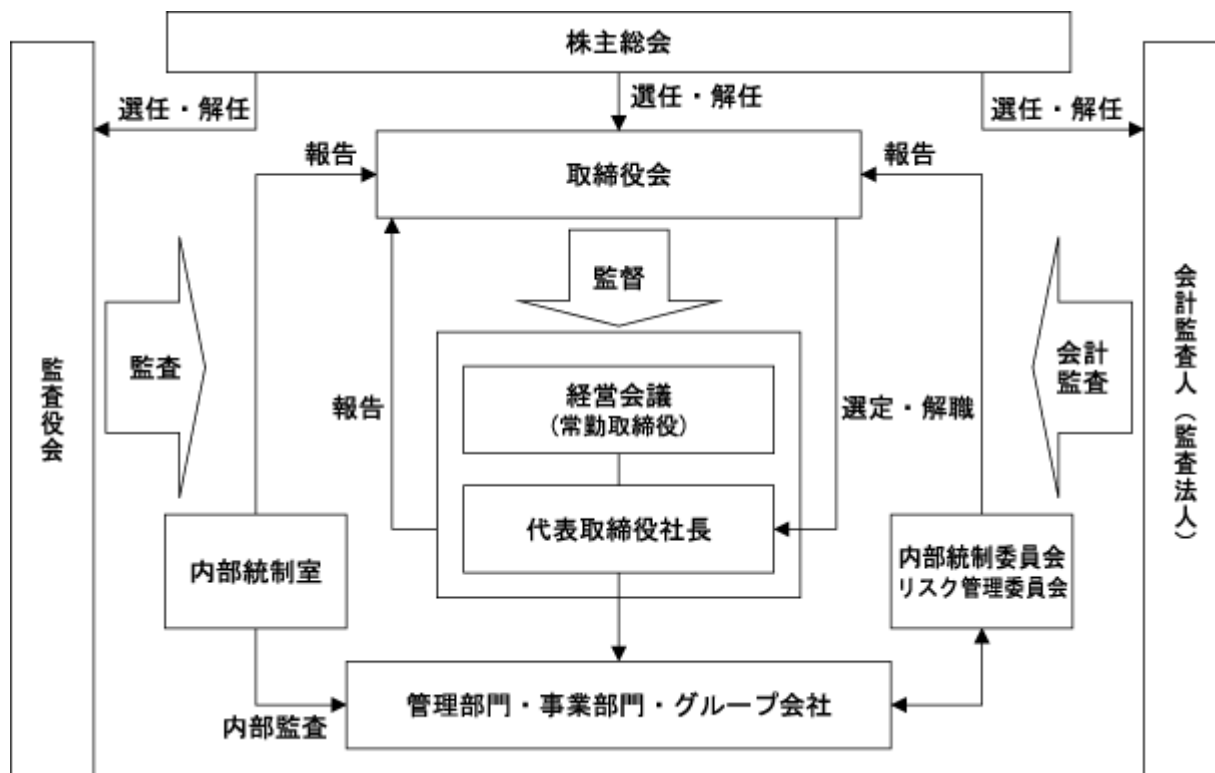 株主総会
選任・解任
選任・解任
選任・解任
報告
取締役会
報告
監督
監査役会
監査
報告
経営会議
(常勤取締役)
選定・解職
会計
監査
会計監査人（監査法人）
代表取締役社長
内部統制室
内部統制委員会
リスク管理委員会
管理部門・事業部門・グループ会社
内部監査